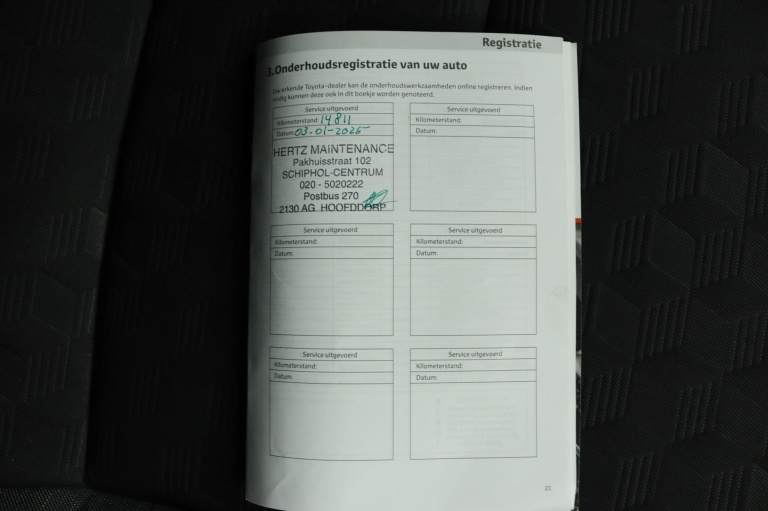 Registratie
3.Onderhoudsregistratie van uw auto
Uw erkende Toyota-dealer kan de onderhoudswerkzaamheden online registreren. Indien
nodig kunnen deze ook in dit boekje worden genoteerd.
Service uitgevoerd
Kilometerstand: 14811
Datum: 03-01-2025
HERTZ MAINTENANCE
Pakhuisstraat 102
SCHIPHOL-CENTRUM
020 - 5020222
Postbus 270
2130 AG HOOFDDORP
Service uitgevoerd
Kilometerstand:
Datum:
Service uitgevoerd
Kilometerstand:
Datum:
Service uitgevoerd
Kilometerstand:
Datum:
Service uitgevoerd
Kilometerstand:
Datum:
Service uitgevoerd
Kilometerstand:
Datum:
21